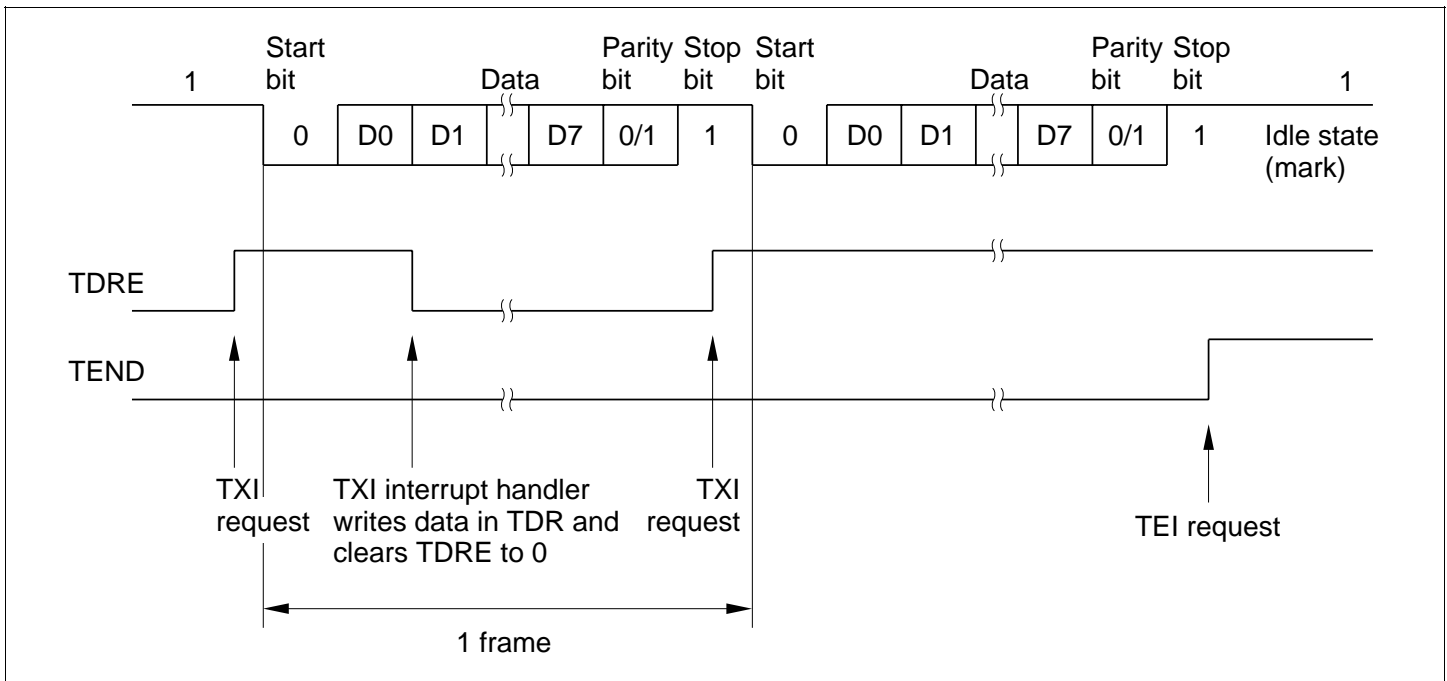 Start Parity Stop Start Parity Stop
1 bit Data bit bit bit Data bit bit 1
0 D0 D1 D7 0/1 1 0 D0 D1 D7 0/1 1 Idle state
(mark)
TDRE
TEND
TXI
request
TXI interrupt handler
writes data in TDR and
clears TDRE to 0
TXI
request
TEI request
1 frame